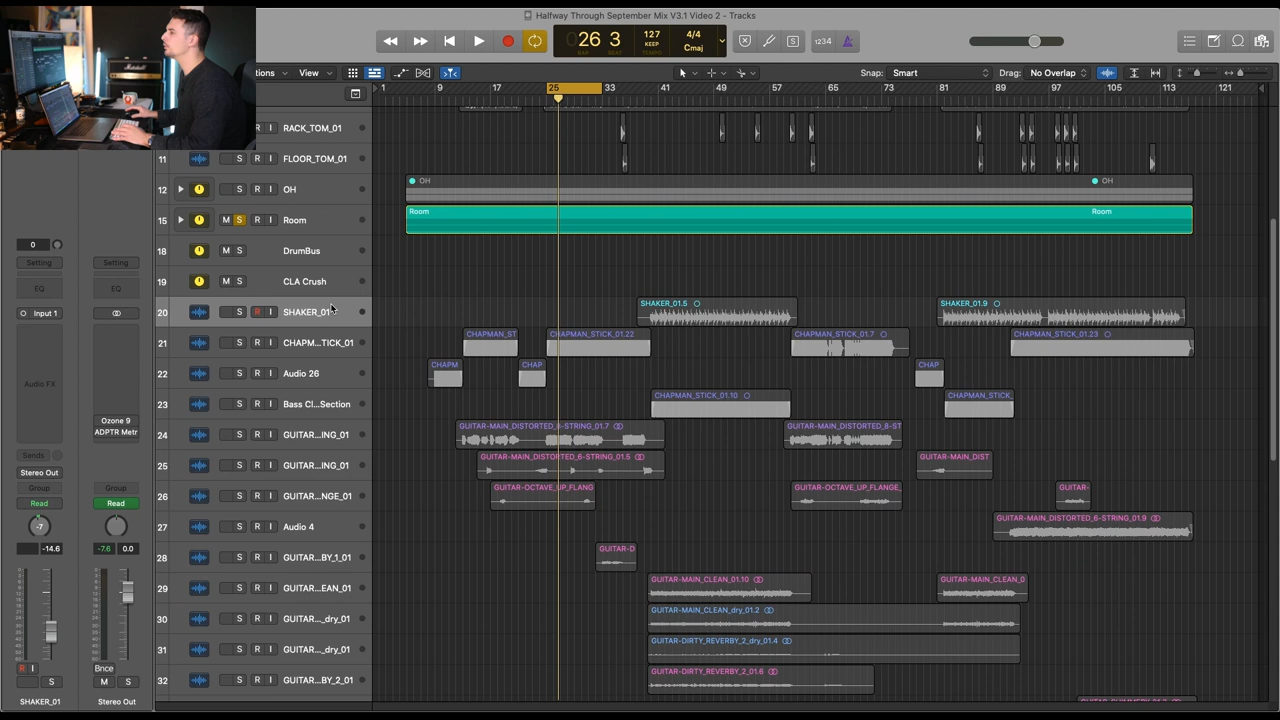 Halfway Through September Mix V3.1 Video 2 - Tracks
26 3
BAR BEAT
127
KEEP
TEMPO
4/4
Cmaj
1234
tions View
Snap: Smart
Drag: No Overlap
1 9 17 25 33 41 49 57 65 73 81 89 97 105 113 121
R I RACK_TOM_01
11 S R I FLOOR_TOM_01
12 S R I OH
OH OH
15 M S R I Room
Room Room
18 M S DrumBus
19 M S CLA Crush
20 S R I SHAKER_01
SHAKER_01.5 SHAKER_01.9
21 S R I CHAPM...TICK_01
CHAPMAN_ST CHAPMAN_STICK_01.22 CHAPMAN_STICK_01.7 CHAPMAN_STICK_01.23
22 S R I Audio 26
CHAPM CHAP CHAP
23 S R I Bass Cl...Section
CHAPMAN_STICK_01.10 CHAPMAN_STICK_
24 S R I GUITAR...ING_01
GUITAR-MAIN_DISTORTED_8-STRING_01.7 GUITAR-MAIN_DISTORTED_8-ST
25 S R I GUITAR...ING_01
GUITAR-MAIN_DISTORTED_6-STRING_01.5 GUITAR-MAIN_DIST
26 S R I GUITAR...NGE_01
GUITAR-OCTAVE_UP_FLANG GUITAR-OCTAVE_UP_FLANGE_ GUITAR-
27 S R I Audio 4
GUITAR-MAIN_DISTORTED_6-STRING_01.9
28 S R I GUITAR...BY_1_01
GUITAR-D
29 S R I GUITAR...EAN_01
GUITAR-MAIN_CLEAN_01.10 GUITAR-MAIN_CLEAN_0
30 S R I GUITAR..._dry_01
GUITAR-MAIN_CLEAN_dry_01.2
31 S R I GUITAR..._dry_01
GUITAR-DIRTY_REVERBY_2_dry_01.4
32 S R I GUITAR...BY_2_01
GUITAR-DIRTY_REVERBY_2_01.6
0
Setting Setting
EQ EQ
Input 1
Audio FX
Ozone 9
ADPTR Metr
Sends
Stereo Out
Group Group
Read Read
-7
-14.6 -7.6 0.0
R I Bnce
S M S
SHAKER_01 Stereo Out